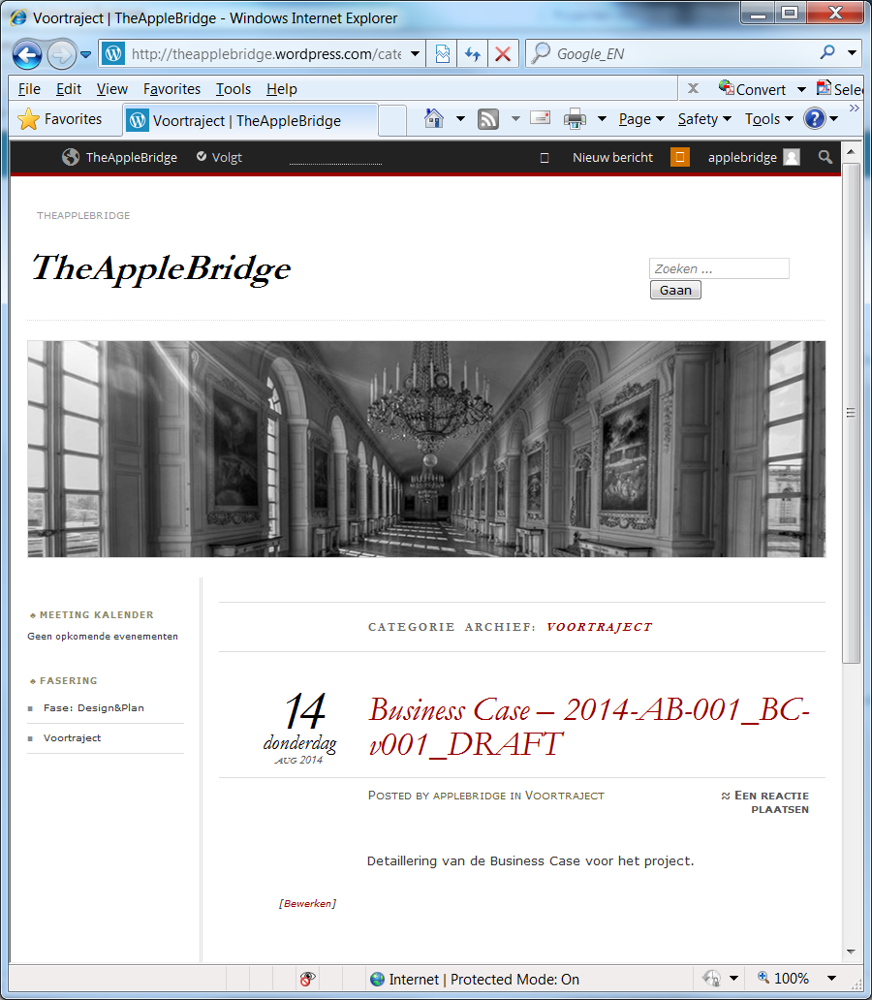 Voortraject | TheAppleBridge - Windows Internet Explorer
http://theapplebridge.wordpress.com/cate
Google_EN
File Edit View Favorites Tools Help
x Convert Selec
Favorites
Voortraject | TheAppleBridge
Page Safety Tools
TheAppleBridge Volgt Nieuw bericht applebridge
THEAPPLEBRIDGE
TheAppleBridge
Zoeken ...
Gaan
MEETING KALENDER
Geen opkomende evenementen
FASERING
Fase: Design&Plan
Voortraject
CATEGORIE ARCHIEF: VOORTRAJECT
14
donderdag
AUG 2014
Business Case – 2014-AB-001_BC-
v001_DRAFT
POSTED BY APPLEBRIDGE IN VOORTRAJECT
≈ EEN REACTIE
PLAATSEN
Detaillering van de Business Case voor het project.
[Bewerken]
Internet | Protected Mode: On
100%